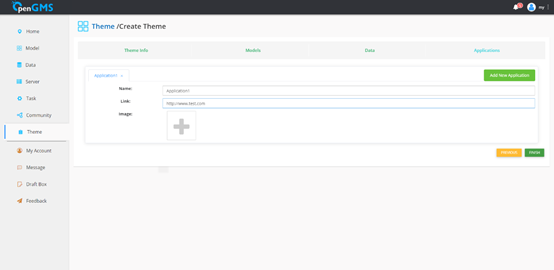 OpenGMS
my
Home
Model
Data
Server
Task
Community
Theme
My Account
Message
Draft Box
Feedback
Theme /Create Theme
Theme Info
Models
Data
Applications
Application1 ×
Add New Application
Name:
Application1
Link:
http://www.test.com
Image:
Finish